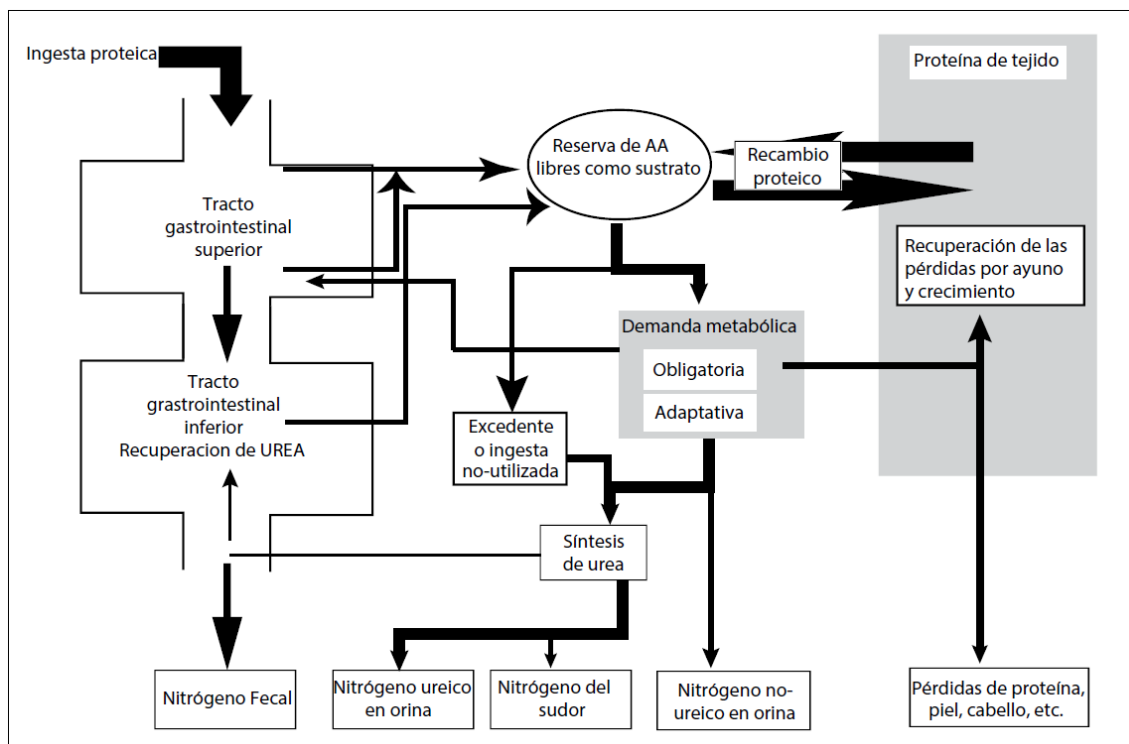 Ingesta proteica
Proteína de tejido
Reserva de AA
libres como sustrato
Recambio
proteico
Tracto
gastrointestinal
superior
Recuperación de las
pérdidas por ayuno
y crecimiento
Demanda metabólica
Obligatoria
Adaptativa
Tracto
grastrointestinal
inferior
Recuperacion de UREA
Excedente
o ingesta
no-utilizada
Síntesis
de urea
Nitrógeno Fecal
Nitrógeno ureico
en orina
Nitrógeno del
sudor
Nitrógeno no-
ureico en orina
Pérdidas de proteína,
piel, cabello, etc.